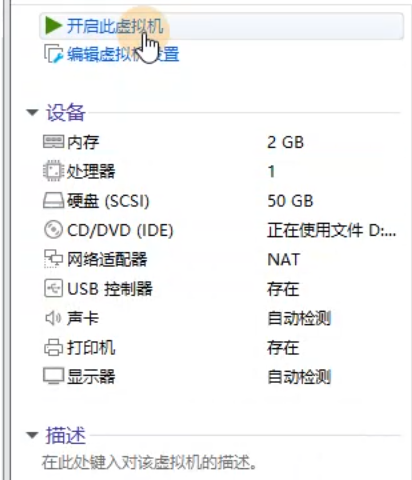 开启此虚拟机
编辑虚拟机设置
设备
内存 2 GB
处理器 1
硬盘 (SCSI) 50 GB
CD/DVD (IDE) 正在使用文件 D:...
网络适配器 NAT
USB 控制器 存在
声卡 自动检测
打印机 存在
显示器 自动检测
描述
在此处键入对该虚拟机的描述。